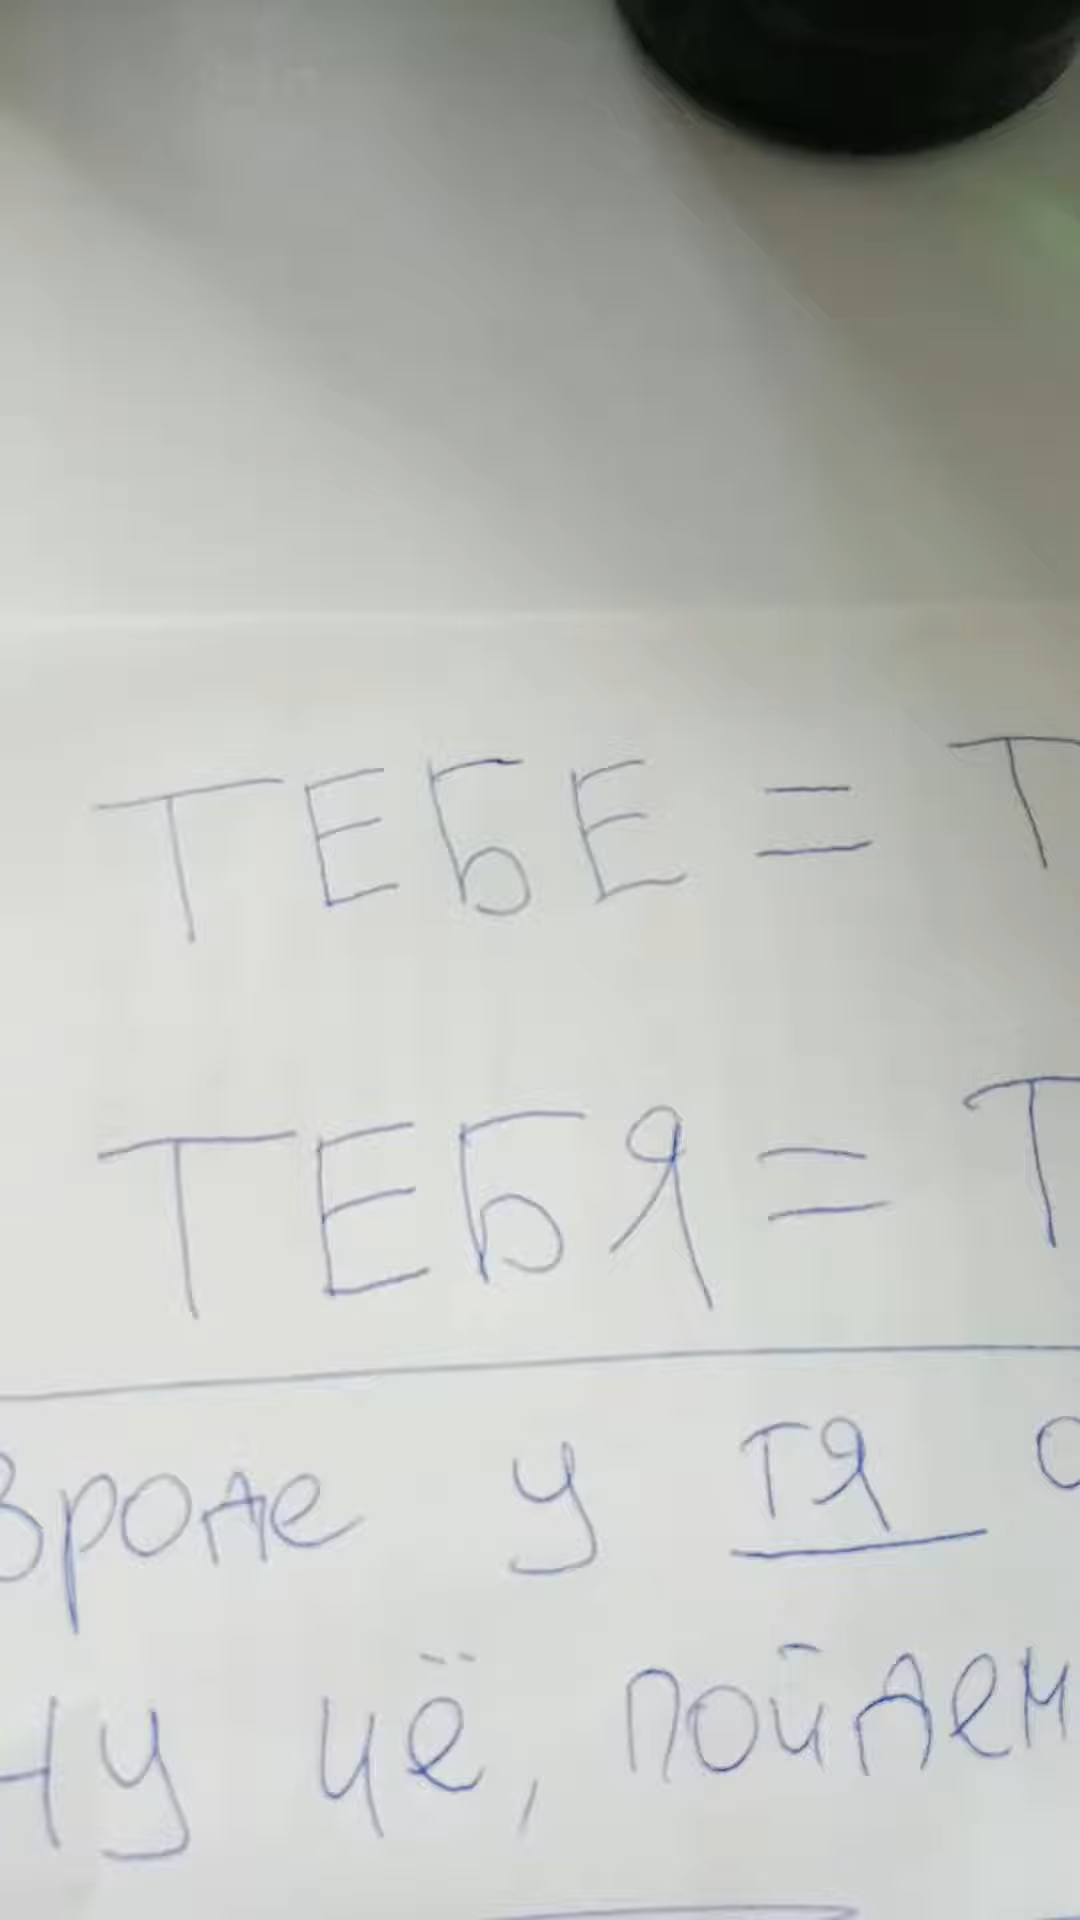 ТЕБЕ = Т
ТЕБЯ = Т
вроде у тя
ну чё, пойдем